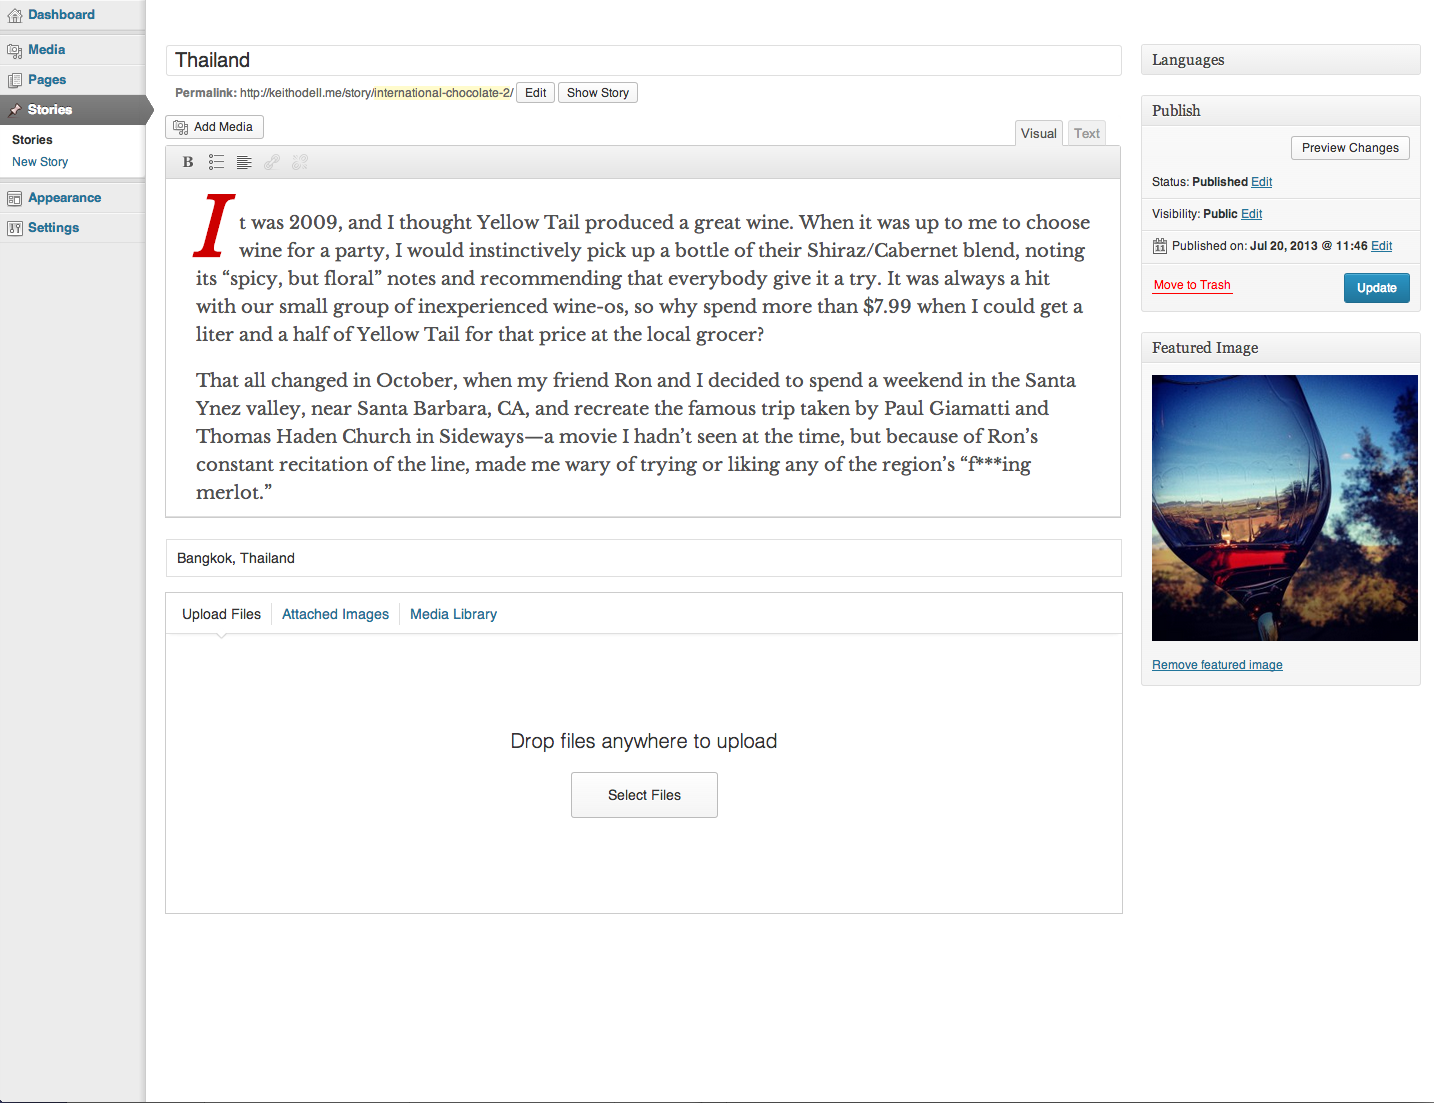 Dashboard
Media
Pages
Stories
Stories
New Story
Appearance
Settings
Thailand
Permalink: http://keithodell.me/story/international-chocolate-2/ Edit Show Story
Add Media
Visual Text
B
It was 2009, and I thought Yellow Tail produced a great wine. When it was up to me to choose
wine for a party, I would instinctively pick up a bottle of their Shiraz/Cabernet blend, noting
its “spicy, but floral” notes and recommending that everybody give it a try. It was always a hit
with our small group of inexperienced wine-os, so why spend more than $7.99 when I could get a
liter and a half of Yellow Tail for that price at the local grocer?
That all changed in October, when my friend Ron and I decided to spend a weekend in the Santa
Ynez valley, near Santa Barbara, CA, and recreate the famous trip taken by Paul Giamatti and
Thomas Haden Church in Sideways—a movie I hadn’t seen at the time, but because of Ron’s
constant recitation of the line, made me wary of trying or liking any of the region’s “f***ing
merlot.”
Bangkok, Thailand
Upload Files Attached Images Media Library
Drop files anywhere to upload
Select Files
Languages
Publish
Preview Changes
Status: Published Edit
Visibility: Public Edit
11 Published on: Jul 20, 2013 @ 11:46 Edit
Move to Trash Update
Featured Image
Remove featured image